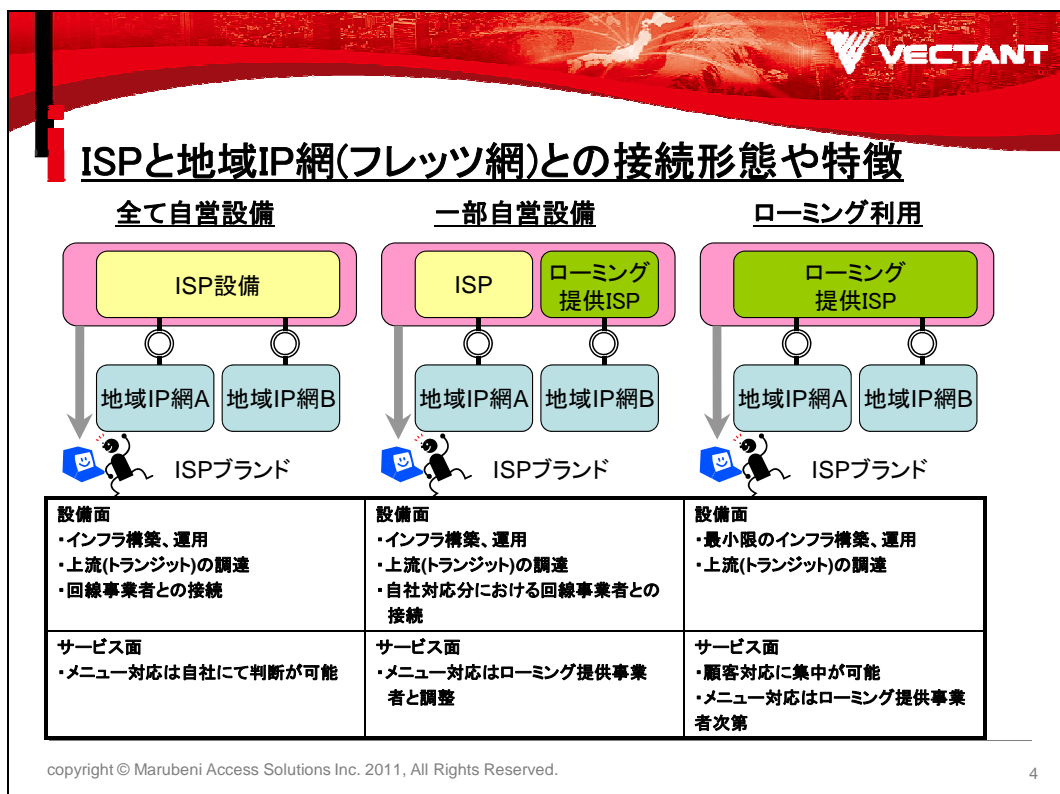 VECTANT
ISPと地域IP網(フレッツ網)との接続形態や特徴
全て自営設備
ISP設備
地域IP網A
地域IP網B
ISPブランド
一部自営設備
ISP
ローミング
提供ISP
地域IP網A
地域IP網B
ISPブランド
ローミング利用
ローミング
提供ISP
地域IP網A
地域IP網B
ISPブランド
設備面
・インフラ構築、運用
・上流(トランジット)の調達
・回線事業者との接続
設備面
・インフラ構築、運用
・上流(トランジット)の調達
・自社対応分における回線事業者との
接続
設備面
・最小限のインフラ構築、運用
・上流(トランジット)の調達
サービス面
・メニュー対応は自社にて判断が可能
サービス面
・メニュー対応はローミング提供事業
者と調整
サービス面
・顧客対応に集中が可能
・メニュー対応はローミング提供事業
者次第
copyright © Marubeni Access Solutions Inc. 2011, All Rights Reserved.
4